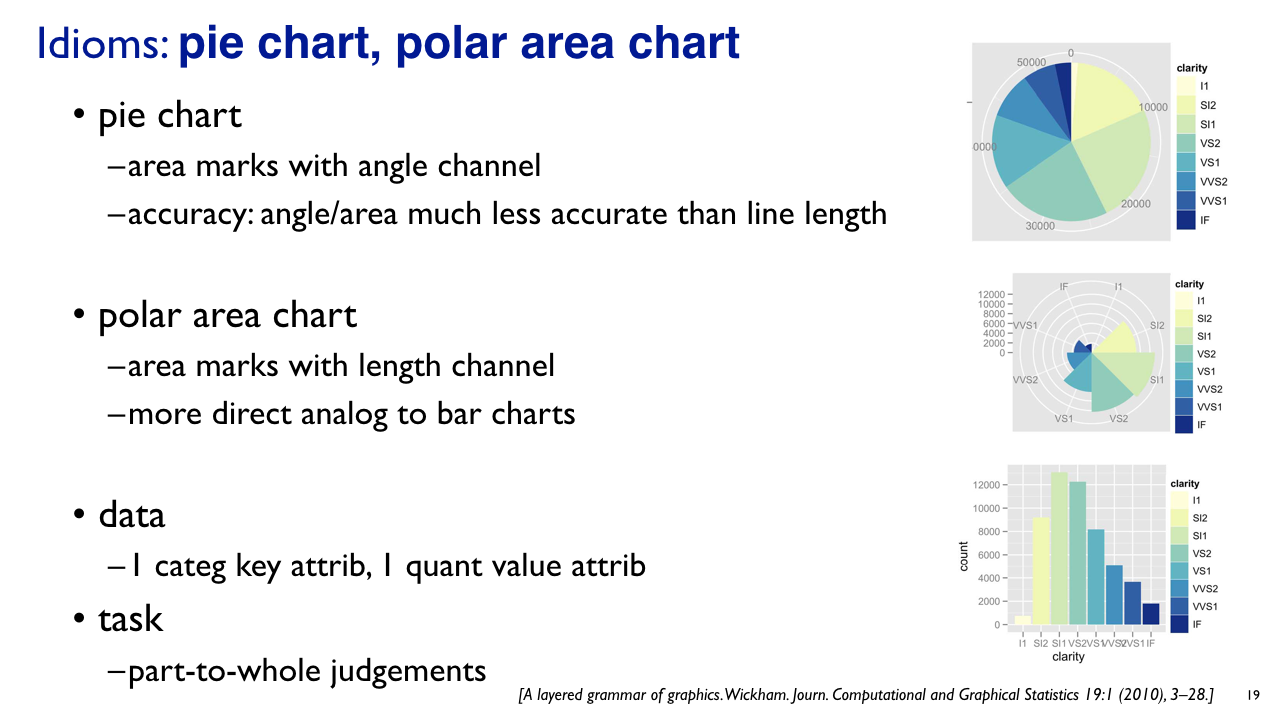 Idioms: pie chart, polar area chart
• pie chart
–area marks with angle channel
–accuracy: angle/area much less accurate than line length
• polar area chart
–area marks with length channel
–more direct analog to bar charts
• data
–1 categ key attrib, 1 quant value attrib
• task
–part-to-whole judgements
0
50000
10000
0000
20000
30000
clarity
I1
SI2
SI1
VS2
VS1
VVS2
VVS1
IF
12000
10000
8000
6000
4000
2000
0
IF
I1
VVS1
SI2
VVS2
SI1
VS1
VS2
clarity
I1
SI2
SI1
VS2
VS1
VVS2
VVS1
IF
count
12000
10000
8000
6000
4000
2000
0
I1 SI2 SI1 VS2 VS1 VVS2 VVS1 IF
clarity
clarity
I1
SI2
SI1
VS2
VS1
VVS2
VVS1
IF
[A layered grammar of graphics. Wickham. Journ. Computational and Graphical Statistics 19:1 (2010), 3–28.]
19